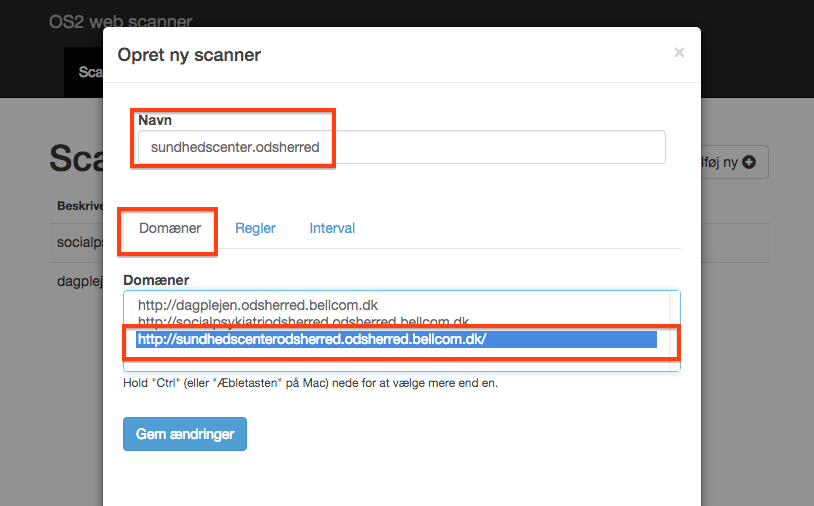 OS2 web scanner
Opret ny scanner
×
Sca
Navn
sundhedscenter.odsherred
Sca
lføj ny
Beskrive
Domæner Regler Interval
socialps
dagplej
Domæner
http://dagplejen.odsherred.bellcom.dk
http://socialpsykiatriodsherred.odsherred.bellcom.dk
http://sundhedscenterodsherred.odsherred.bellcom.dk/
Hold "Ctrl" (eller "Æbletasten" på Mac) nede for at vælge mere end en.
Gem ændringer